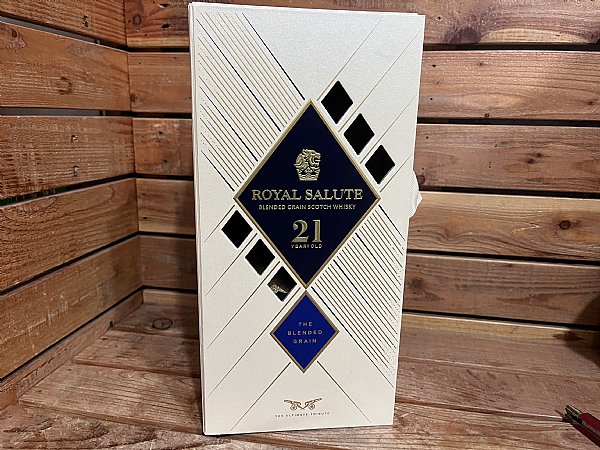 ROYAL SALUTE
BLENDED GRAIN SCOTCH WHISKY
21
YEARS OLD
THE
BLENDED
GRAIN
THE ULTIMATE TRIBUTE